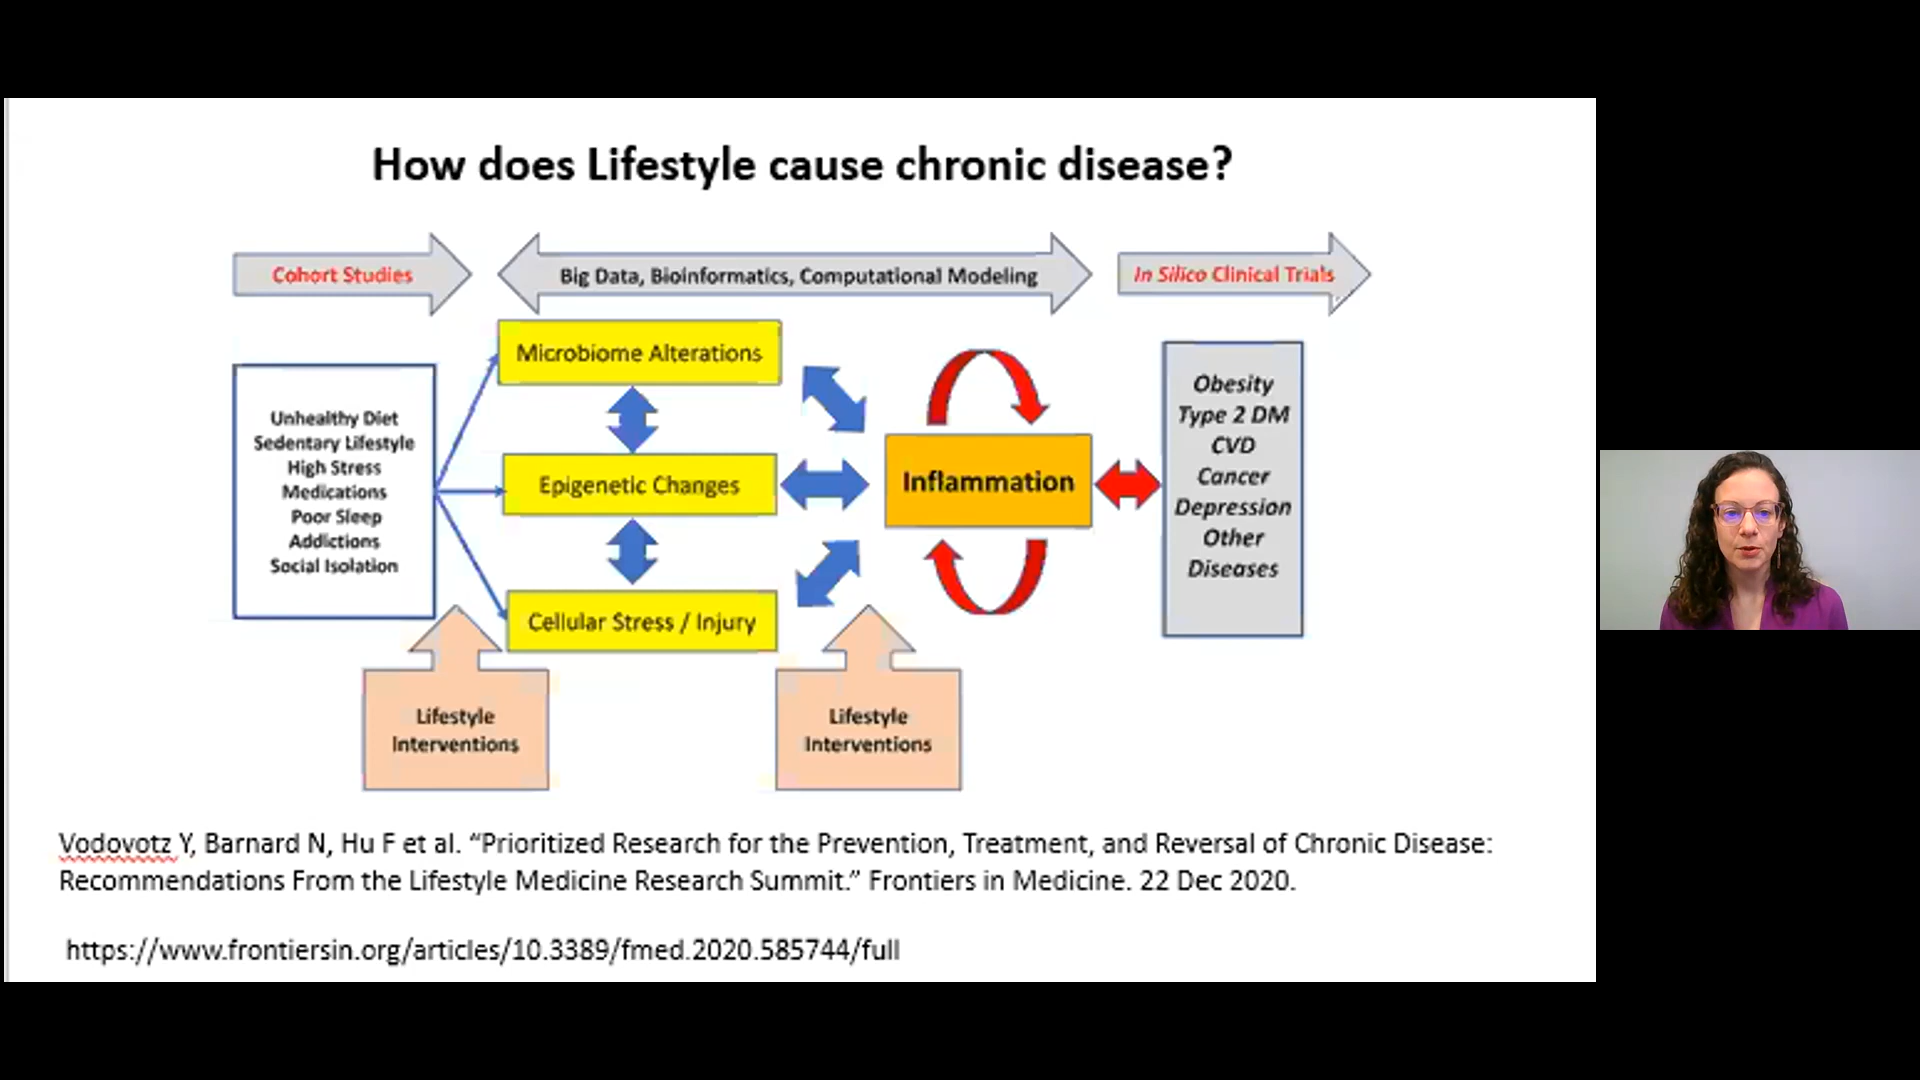 How does Lifestyle cause chronic disease?
Cohort Studies
Big Data, Bioinformatics, Computational Modeling
In Silico Clinical Trials
Unhealthy Diet
Sedentary Lifestyle
High Stress
Medications
Poor Sleep
Addictions
Social Isolation
Microbiome Alterations
Epigenetic Changes
Cellular Stress / Injury
Inflammation
Obesity
Type 2 DM
CVD
Cancer
Depression
Other
Diseases
Lifestyle
Interventions
Lifestyle
Interventions
Vodovotz Y, Barnard N, Hu F et al. “Prioritized Research for the Prevention, Treatment, and Reversal of Chronic Disease:
Recommendations From the Lifestyle Medicine Research Summit.” Frontiers in Medicine. 22 Dec 2020.
https://www.frontiersin.org/articles/10.3389/fmed.2020.585744/full